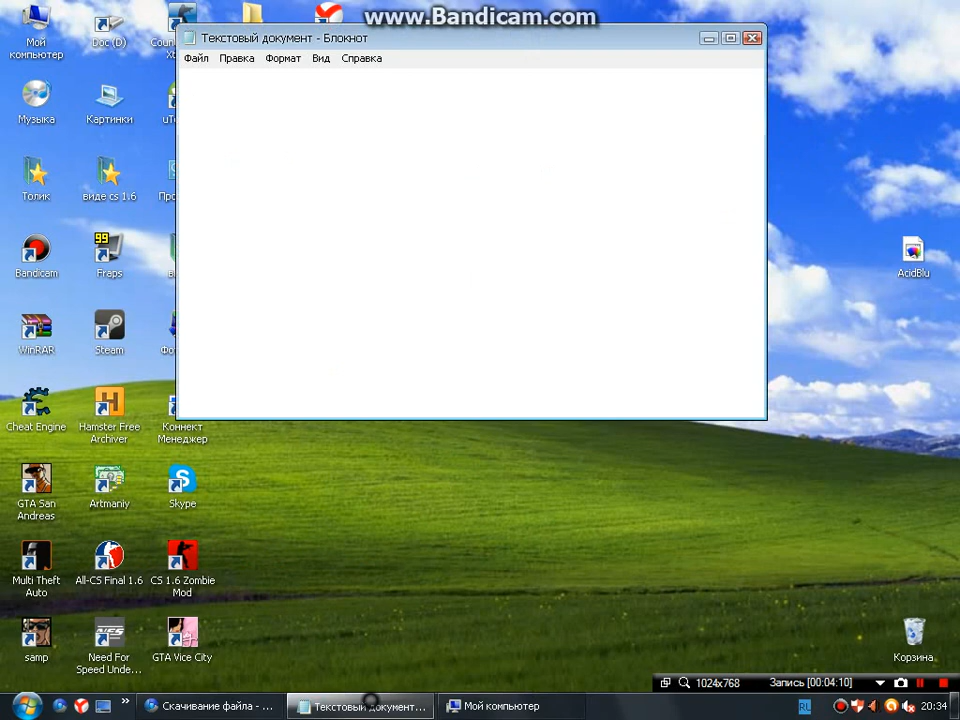 www.Bandicam.com
Текстовый документ - Блокнот
Файл Правка Формат Вид Справка
Мой
компьютер
Doc (D)
Музыка
Картинки
Толик
виде cs 1.6
Bandicam
99
Fraps
AcidBlu
WinRAR
Steam
Cheat Engine
Hamster Free
Archiver
Коннект
Менеджер
GTA San
Andreas
Artmaniy
Skype
Multi Theft
Auto
All-CS Final 1.6
CS 1.6 Zombie
Mod
samp
Need For
Speed Unde...
GTA Vice City
Корзина
1024x768 Запись [00:04:10]
Скачивание файла - ...
Текстовый документ...
Мой компьютер
RL
20:34